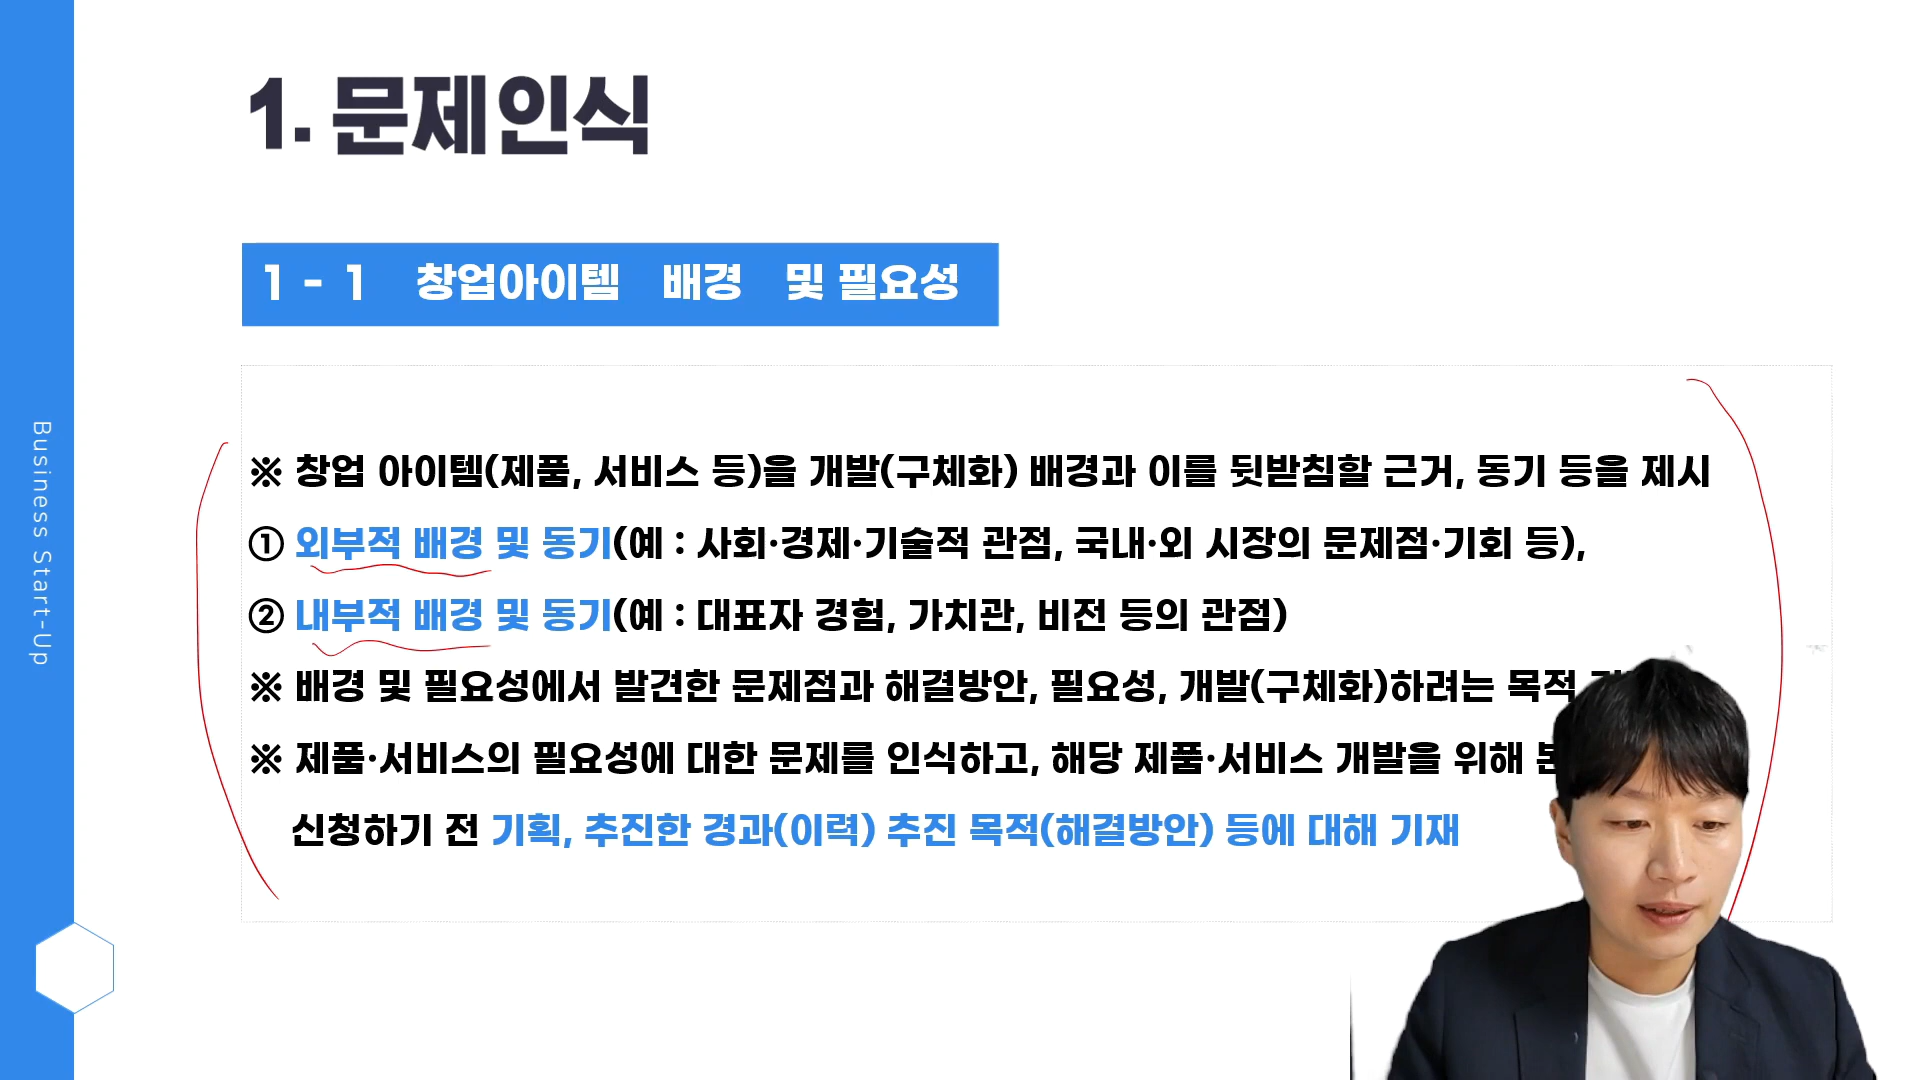 1. 문제인식
1 - 1 창업아이템 배경 및 필요성
※ 창업 아이템(제품, 서비스 등)을 개발(구체화) 배경과 이를 뒷받침할 근거, 동기 등을 제시
① 외부적 배경 및 동기(예 : 사회·경제·기술적 관점, 국내·외 시장의 문제점·기회 등),
② 내부적 배경 및 동기(예 : 대표자 경험, 가치관, 비전 등의 관점)
※ 배경 및 필요성에서 발견한 문제점과 해결방안, 필요성, 개발(구체화)하려는 목적
※ 제품·서비스의 필요성에 대한 문제를 인식하고, 해당 제품·서비스 개발을 위해
신청하기 전 기획, 추진한 경과(이력) 추진 목적(해결방안) 등에 대해 기재
Business Start-Up